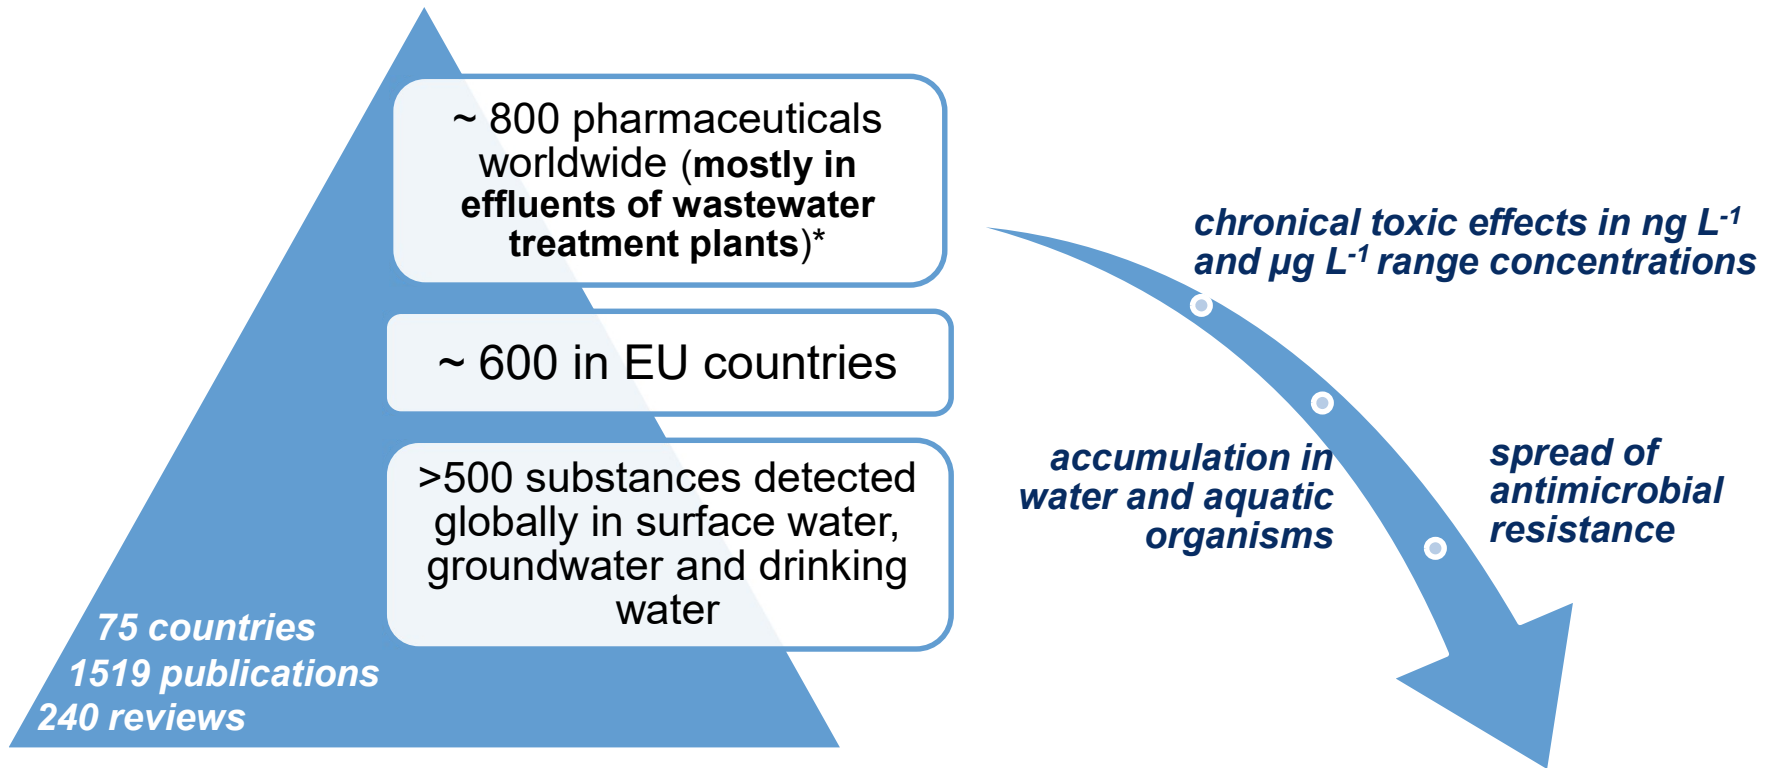 ~ 800 pharmaceuticals
worldwide (mostly in
effluents of wastewater
treatment plants)*
~ 600 in EU countries
>500 substances detected
globally in surface water,
groundwater and drinking
water
75 countries
1519 publications
240 reviews
chronical toxic effects in ng L⁻¹
and µg L⁻¹ range concentrations
accumulation in
water and aquatic
organisms
spread of
antimicrobial
resistance